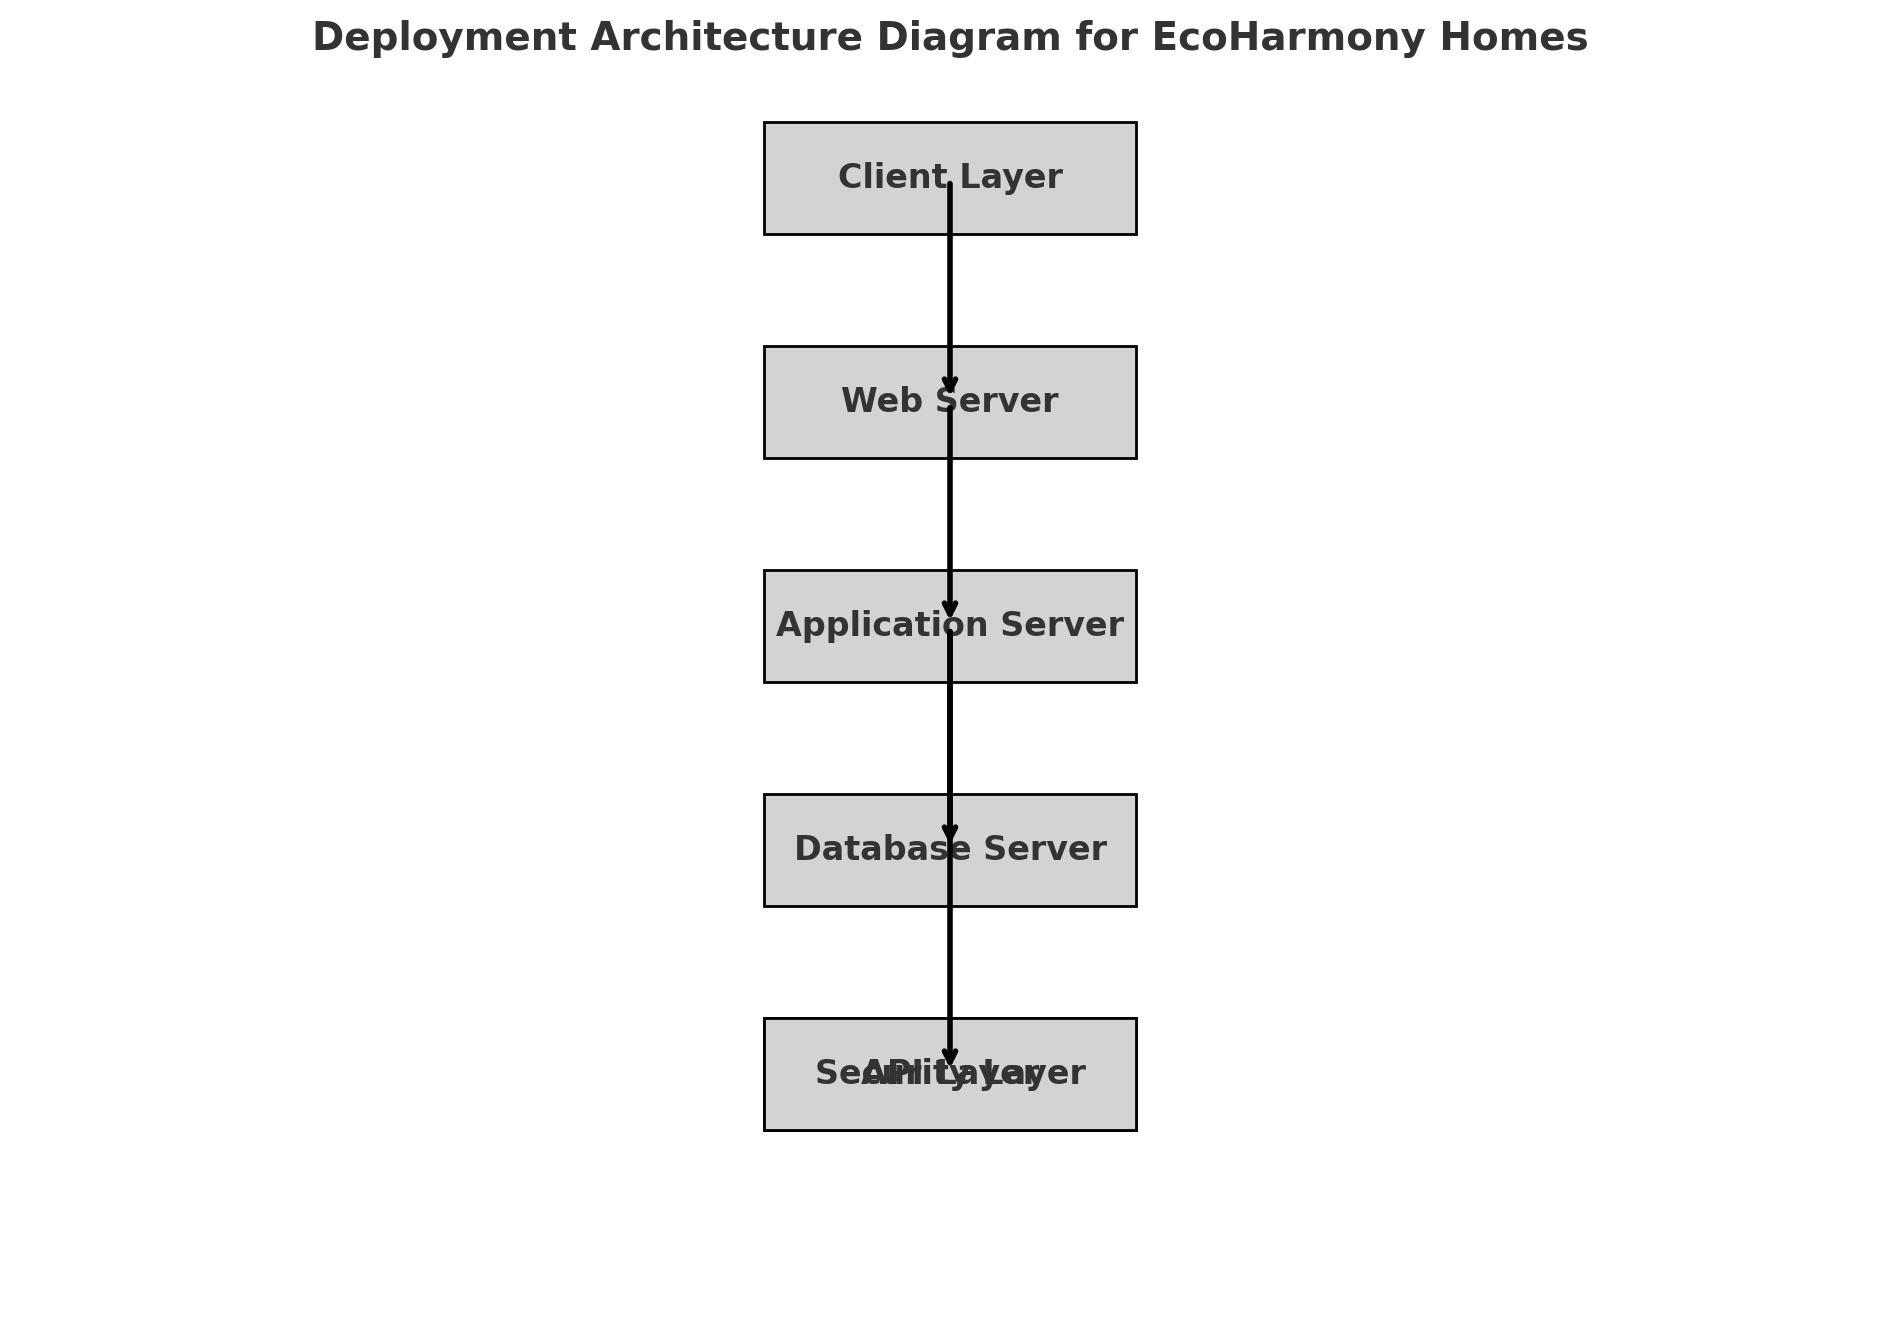 Deployment Architecture Diagram for EcoHarmony Homes
Client Layer
Web Server
Application Server
Database Server
Security Layer
API Layer